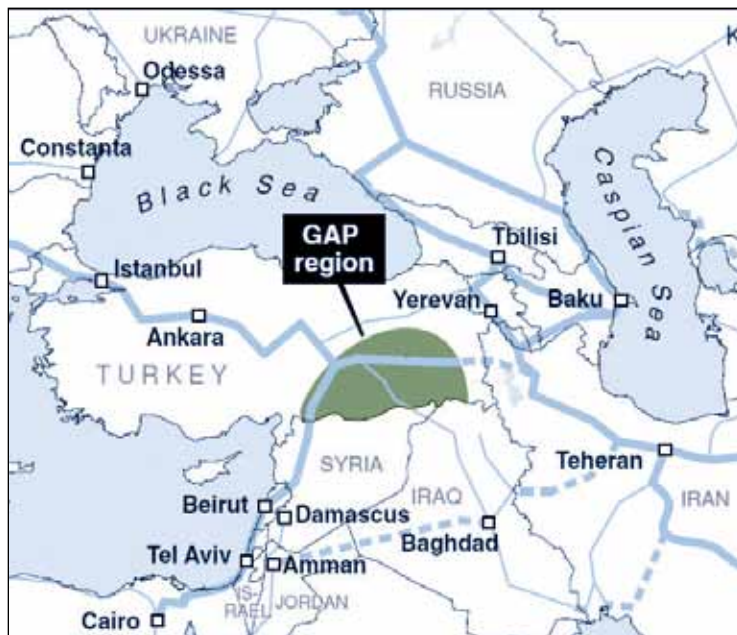 UKRAINE
K
Odessa
RUSSIA
Constanta
Black Sea
Caspian Sea
GAP
region
Tbilisi
Istanbul
Yerevan
Baku
Ankara
TURKEY
Teheran
SYRIA
IRAQ
IRAN
Beirut
Damascus
Baghdad
Tel Aviv
Amman
IS-
RAEL
JORDAN
Cairo